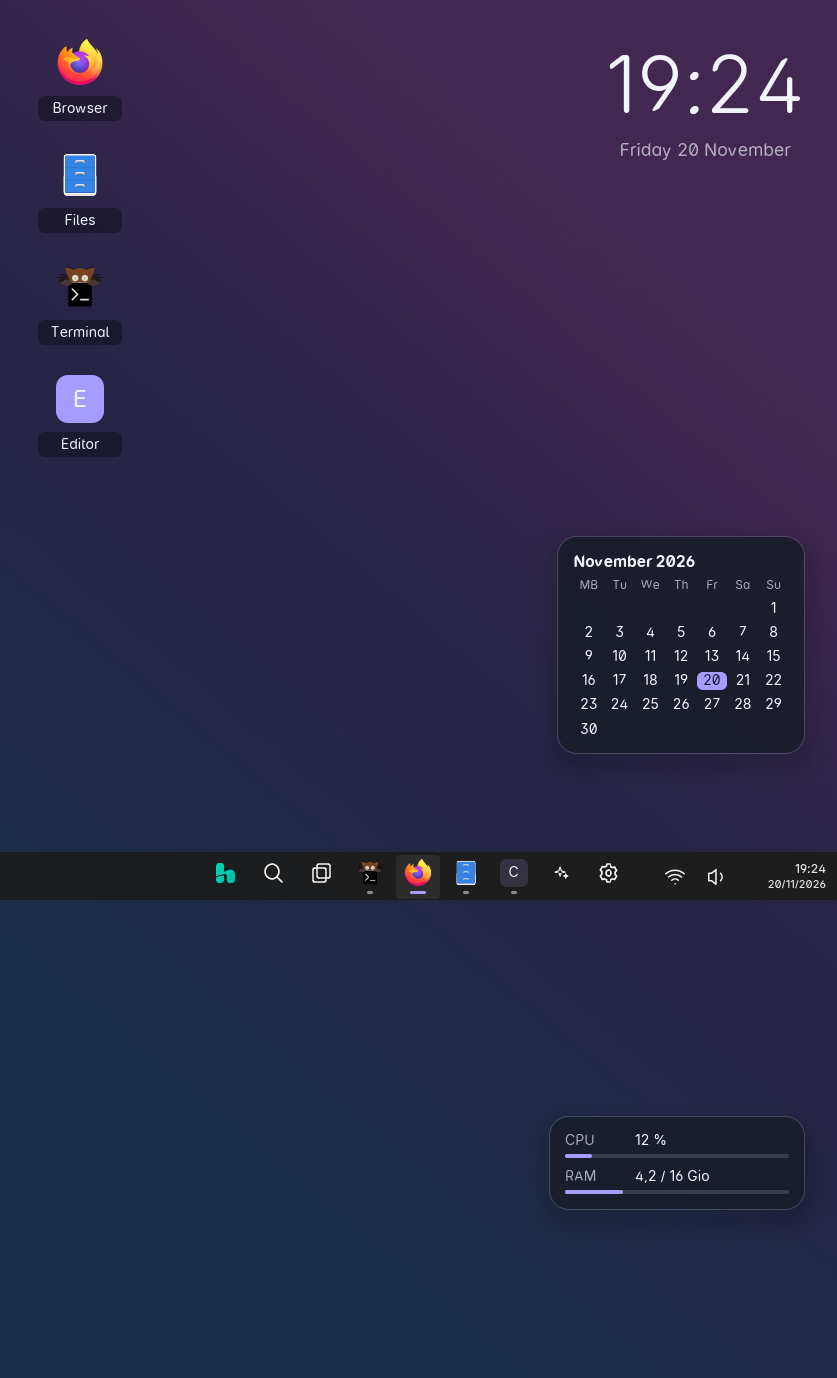 Browser
Files
Terminal
E
Editor
19:24
Friday 20 November
November 2026
MB Tu We Th Fr Sa Su
1
2 3 4 5 6 7 8
9 10 11 12 13 14 15
16 17 18 19 20 21 22
23 24 25 26 27 28 29
30
C
19:24
20/11/2026
CPU 12 %
RAM 4,2 / 16 Gio